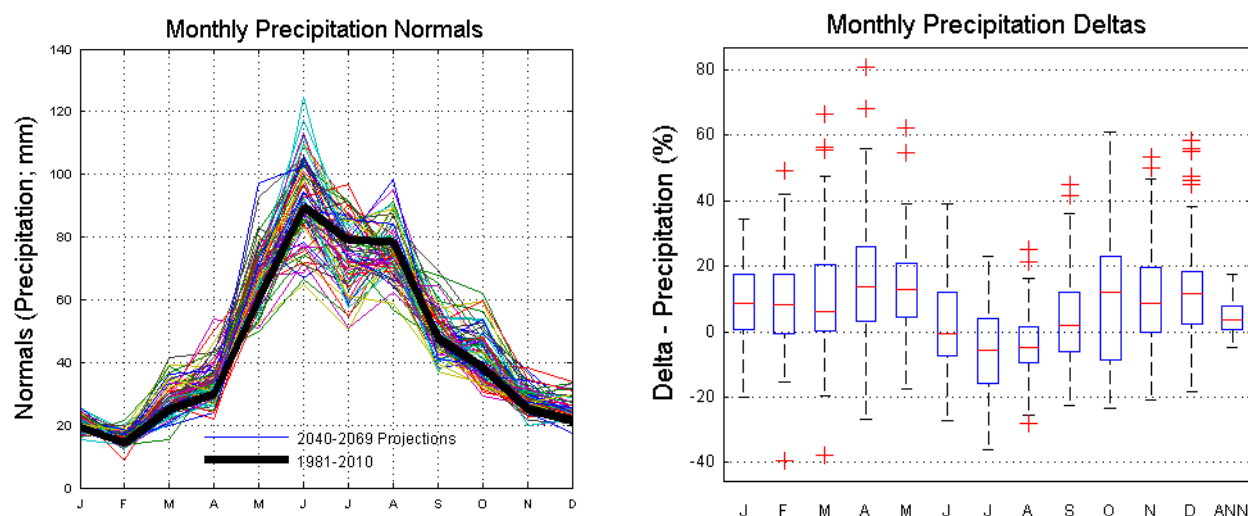 Monthly Precipitation Normals
Normals (Precipitation; mm)
140
120
100
80
60
40
20
0
2040-2069 Projections
1981-2010
J F M A M J J A S O N D
Monthly Precipitation Deltas
Delta - Precipitation (%)
80
60
40
20
0
-20
-40
J F M A M J J A S O N D ANN